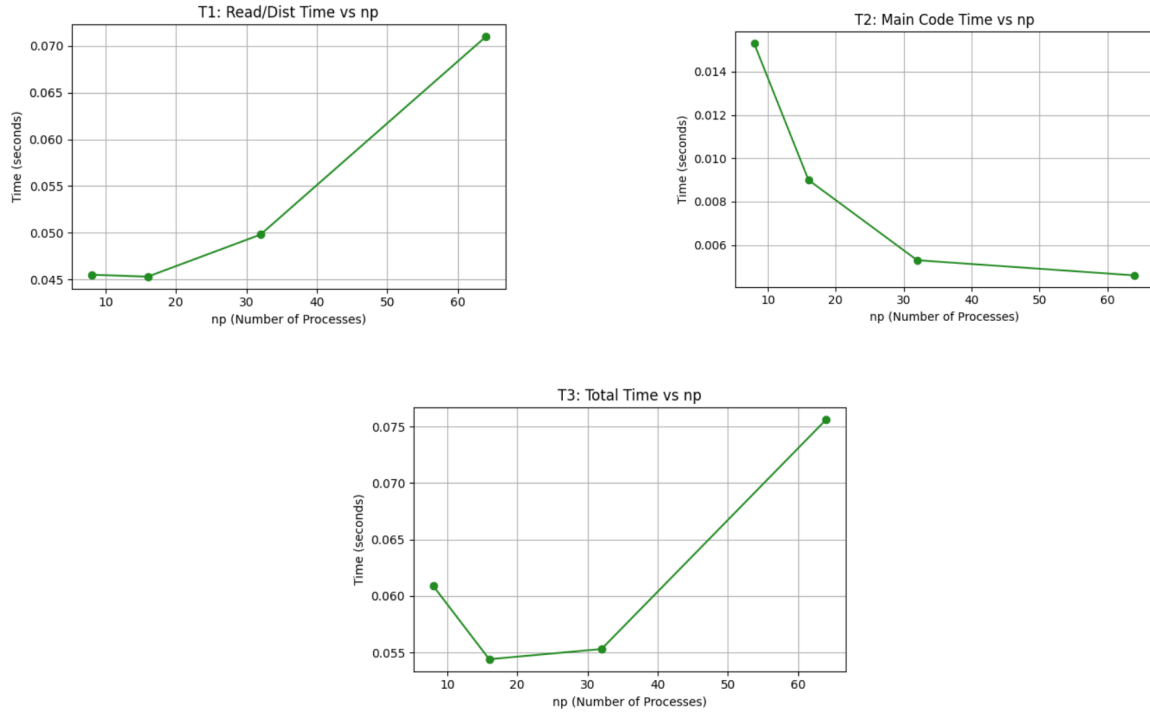 T1: Read/Dist Time vs np
0.070
0.065
0.060
0.055
0.050
0.045
Time (seconds)
10 20 30 40 50 60
np (Number of Processes)
T2: Main Code Time vs np
0.014
0.012
0.010
0.008
0.006
Time (seconds)
10 20 30 40 50 60
np (Number of Processes)
T3: Total Time vs np
0.075
0.070
0.065
0.060
0.055
Time (seconds)
10 20 30 40 50 60
np (Number of Processes)